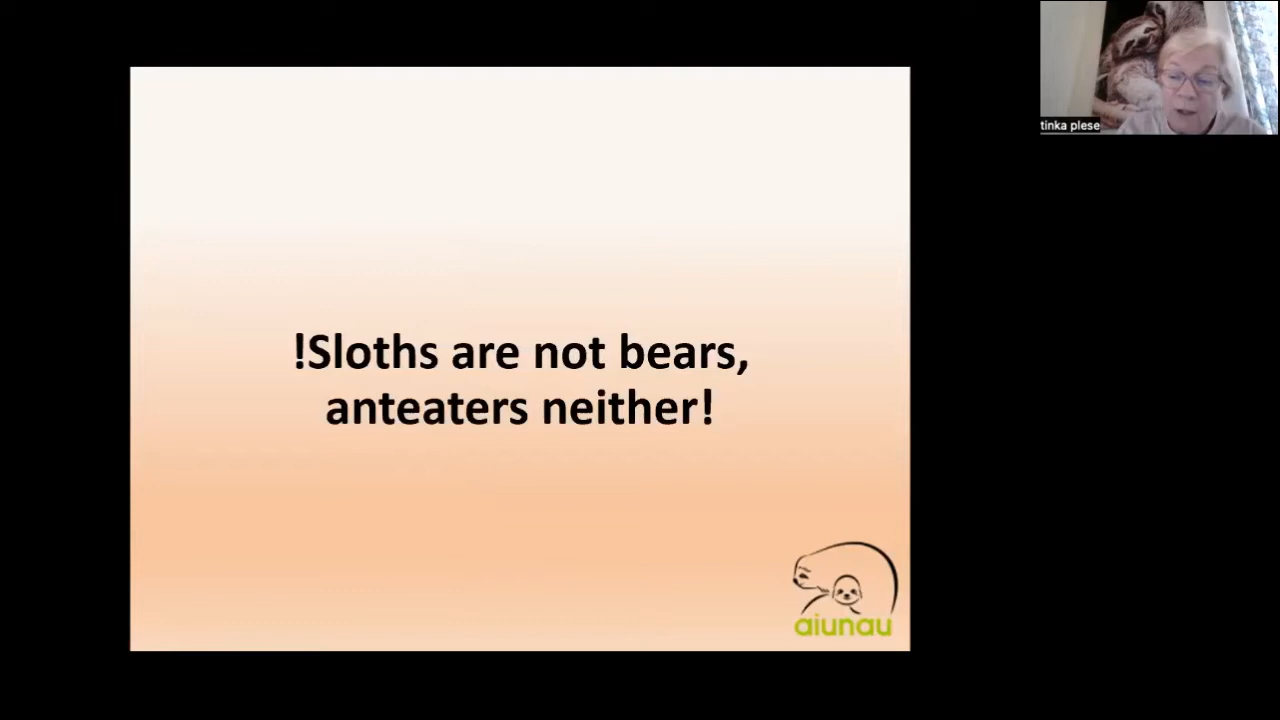 tinka plese
!Sloths are not bears,
anteaters neither!
aiunau